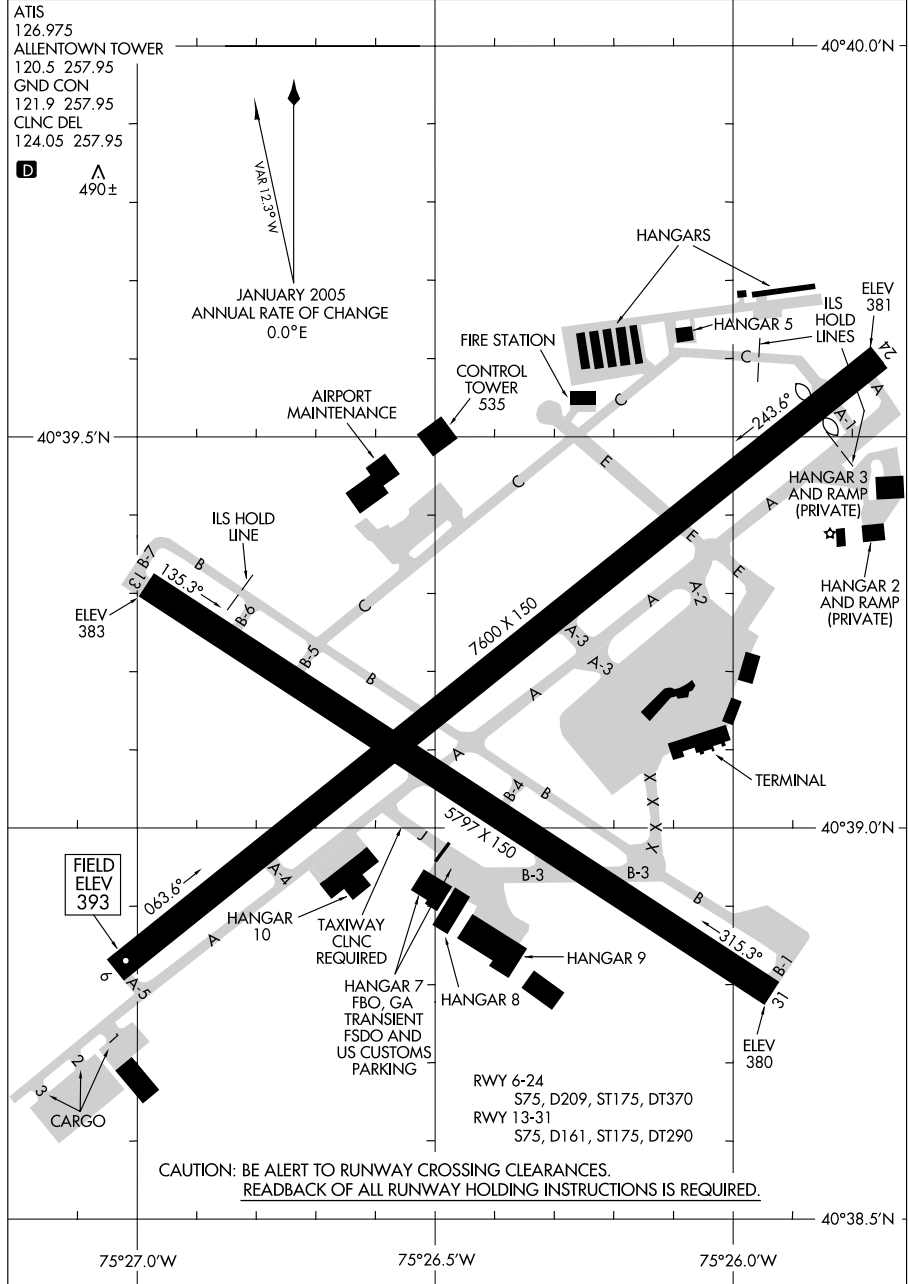 ATIS
126.975
ALLENTOWN TOWER
120.5 257.95
GND CON
121.9 257.95
CLNC DEL
124.05 257.95
D
490±
VAR 12.3° W
JANUARY 2005
ANNUAL RATE OF CHANGE
0.0°E
40°40.0'N
HANGARS
ELEV
381
ILS
HOLD
LINES
HANGAR 5
FIRE STATION
CONTROL
TOWER
535
AIRPORT
MAINTENANCE
C
24
A
C
A-1
243.6°
40°39.5'N
E
C
A
HANGAR 3
AND RAMP
(PRIVATE)
ILS HOLD
LINE
E
E
B-7
B
13
135.3°
HANGAR 2
AND RAMP
(PRIVATE)
ELEV
383
B-6
C
A
A-2
7600 X 150
A-3
A-3
B-5
B
A
A
TERMINAL
B-4
B
X
X
X
X
5797 X 150
J
40°39.0'N
FIELD
ELEV
393
063.6°
A-4
B-3
B-3
B
HANGAR
10
TAXIWAY
CLNC
REQUIRED
A
315.3°
HANGAR 9
B-1
6
A-5
31
HANGAR 7
FBO, GA
TRANSIENT
FSDO AND
US CUSTOMS
PARKING
HANGAR 8
ELEV
380
1
2
3
CARGO
RWY 6-24
S75, D209, ST175, DT370
RWY 13-31
S75, D161, ST175, DT290
CAUTION: BE ALERT TO RUNWAY CROSSING CLEARANCES.
READBACK OF ALL RUNWAY HOLDING INSTRUCTIONS IS REQUIRED.
40°38.5'N
75°27.0'W
75°26.5'W
75°26.0'W